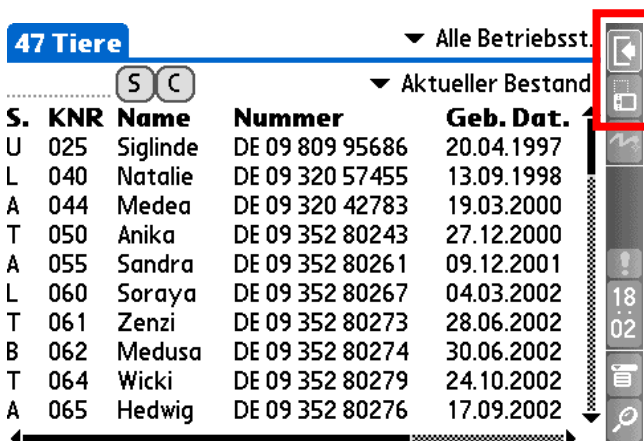 47 Tiere ▼ Alle Betriebsst.
S C ▼ Aktueller Bestand
S. KNR Name Nummer Geb. Dat.
U 025 Siglinde DE 09 809 95686 20.04.1997
L 040 Natalie DE 09 320 57455 13.09.1998
A 044 Medea DE 09 320 42783 19.03.2000
T 050 Anika DE 09 352 80243 27.12.2000
A 055 Sandra DE 09 352 80261 09.12.2001
L 060 Soraya DE 09 352 80267 04.03.2002
T 061 Zenzi DE 09 352 80273 28.06.2002
B 062 Medusa DE 09 352 80274 30.06.2002
T 064 Wicki DE 09 352 80279 24.10.2002
A 065 Hedwig DE 09 352 80276 17.09.2002
!
18
..
02